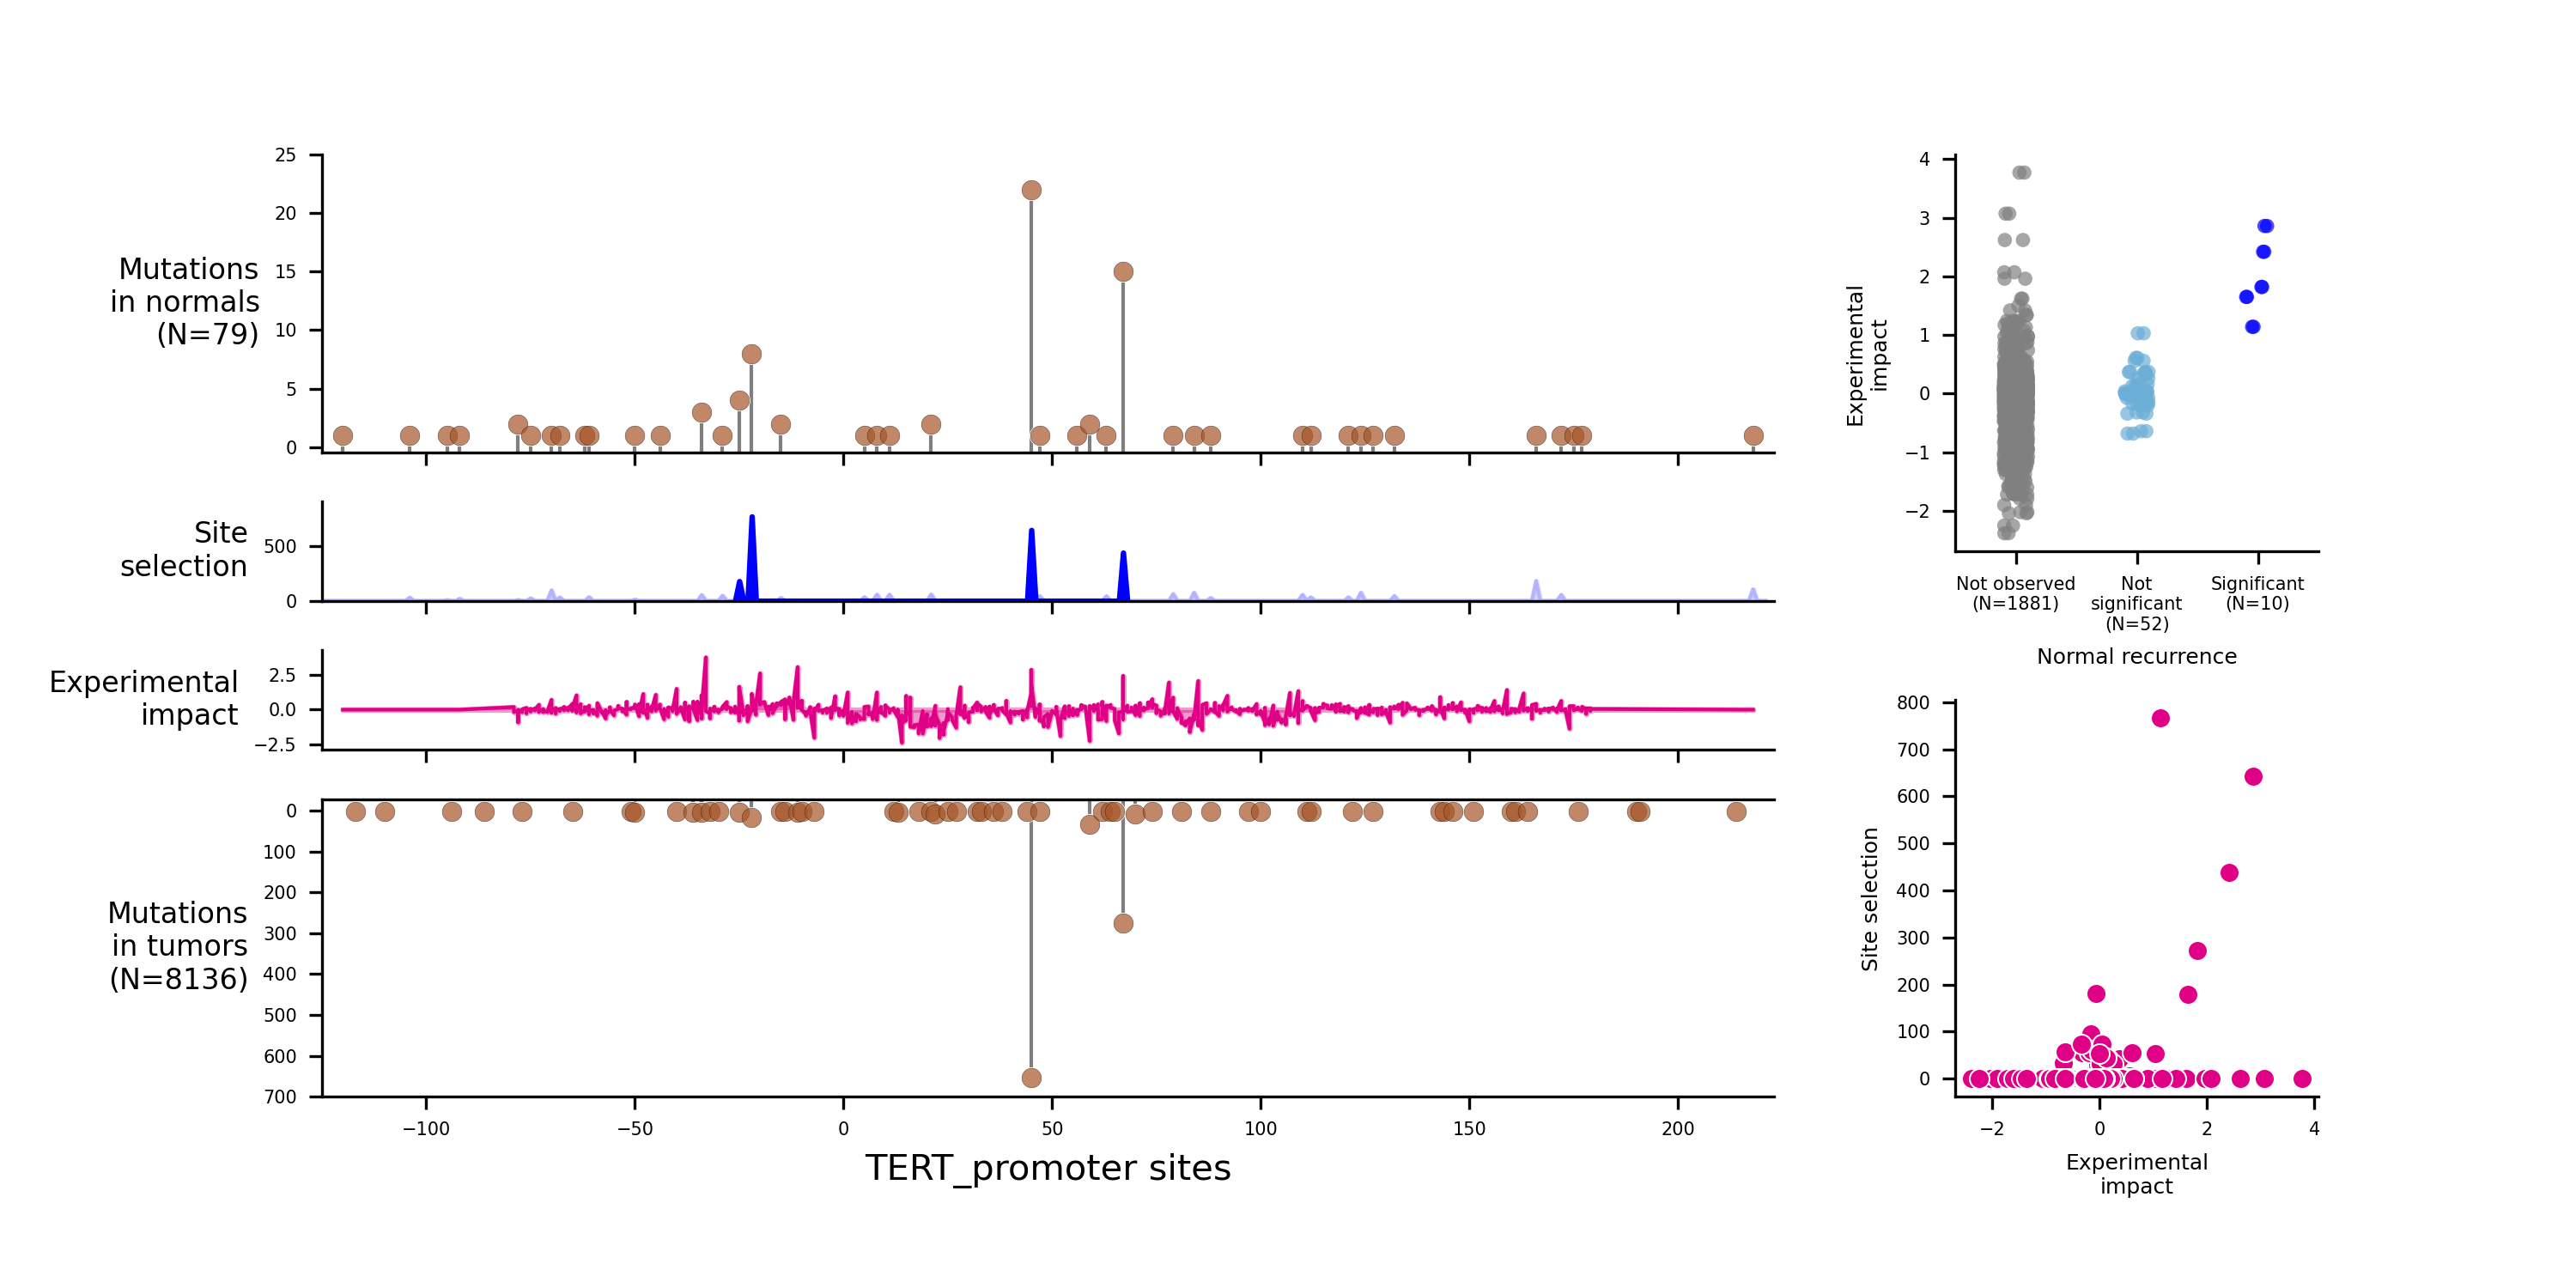 Mutations
in normals
(N=79)
25
20
15
10
5
0
Site
selection
500
0
Experimental
impact
2.5
0.0
−2.5
Mutations
in tumors
(N=8136)
0
100
200
300
400
500
600
700
−100
−50
0
50
100
150
200
TERT_promoter sites
Experimental
impact
4
3
2
1
0
−1
−2
Not observed
(N=1881)
Not
significant
(N=52)
Significant
(N=10)
Normal recurrence
Site selection
800
700
600
500
400
300
200
100
0
−2
0
2
4
Experimental
impact